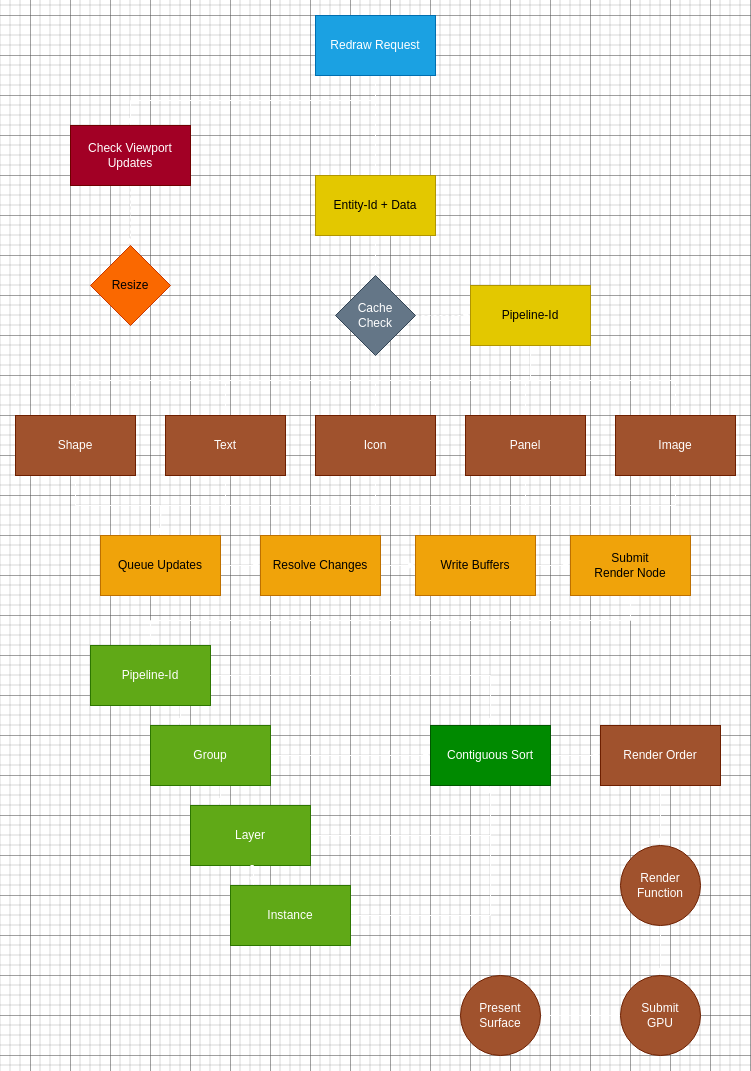 Redraw Request
Check Viewport
Updates
Entity-Id + Data
Resize
Cache
Check
Pipeline-Id
Shape
Text
Icon
Panel
Image
Queue Updates
Resolve Changes
Write Buffers
Submit
Render Node
Pipeline-Id
Group
Contiguous Sort
Render Order
Layer
Render
Function
Instance
Present
Surface
Submit
GPU